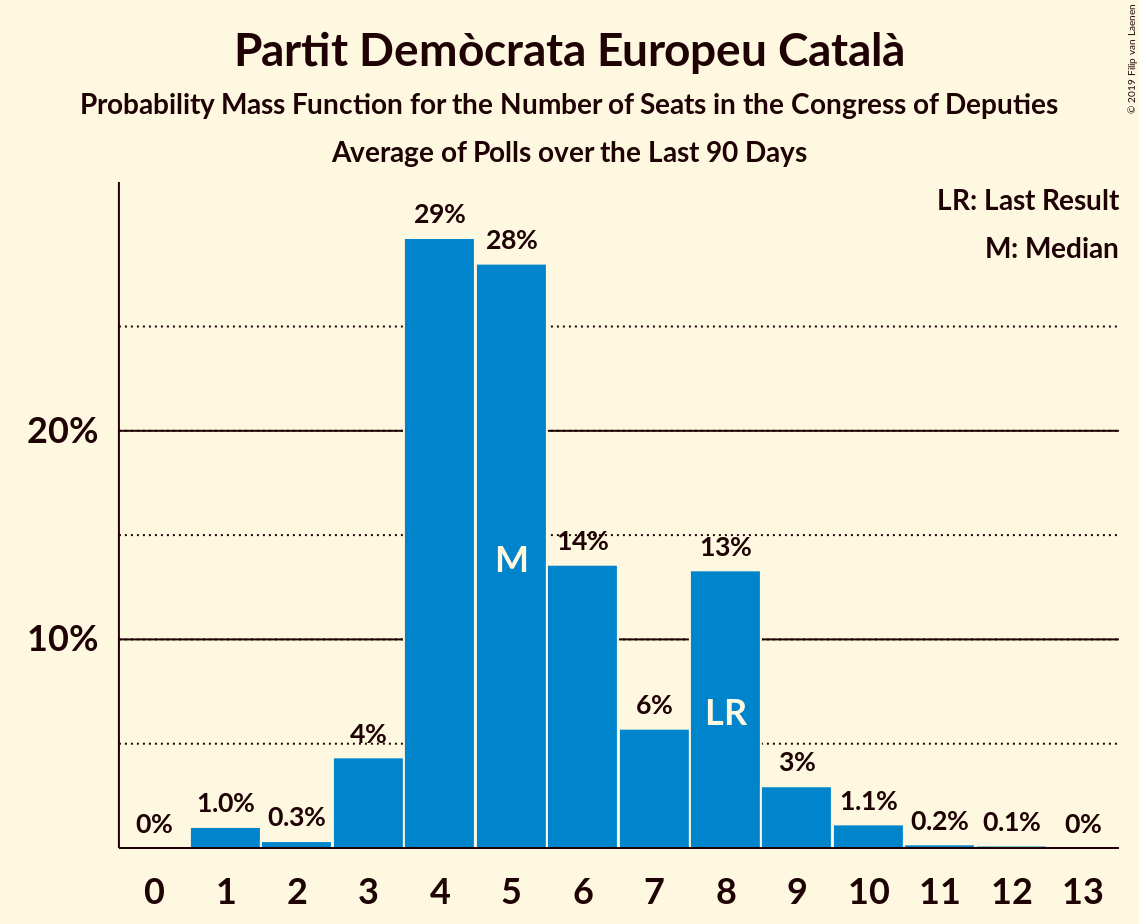 Partit Demòcrata Europeu Català
Probability Mass Function for the Number of Seats in the Congress of Deputies
Average of Polls over the Last 90 Days
© 2019 Filip van Laenen
LR: Last Result
M: Median
29%
28%
20%
14%
13%
M
10%
6%
LR
4%
3%
0%
1.0%
0.3%
1.1%
0.2%
0.1%
0%
0 1 2 3 4 5 6 7 8 9 10 11 12 13